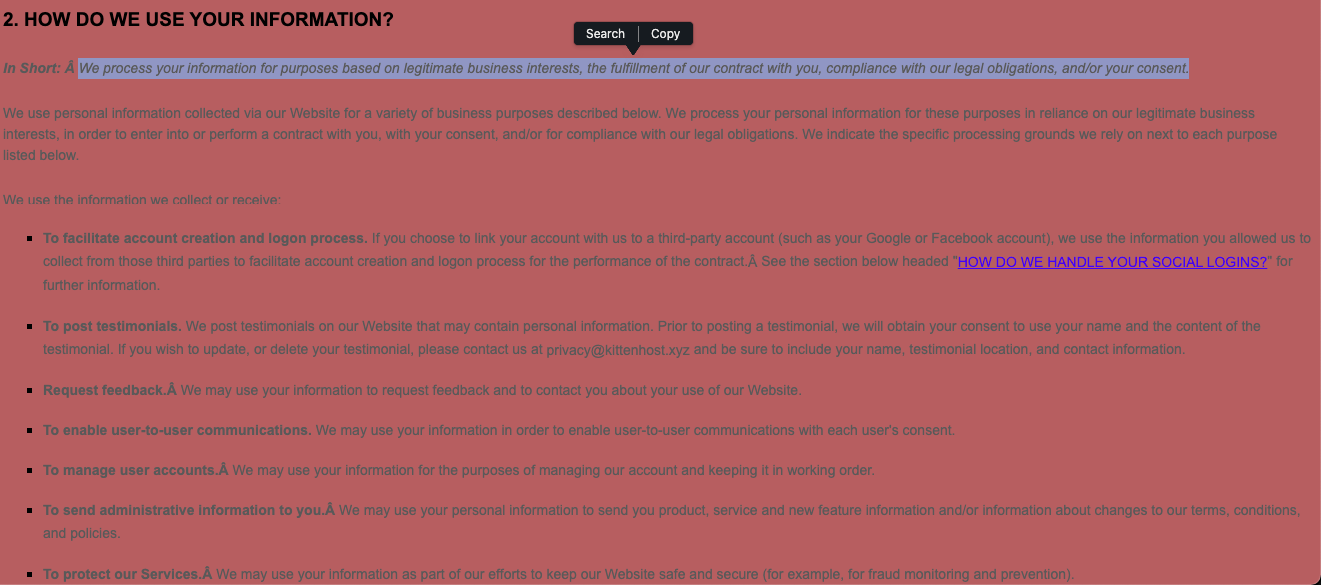 2. HOW DO WE USE YOUR INFORMATION?
Search Copy
In Short: Â We process your information for purposes based on legitimate business interests, the fulfillment of our contract with you, compliance with our legal obligations, and/or your consent.
We use personal information collected via our Website for a variety of business purposes described below. We process your personal information for these purposes in reliance on our legitimate business
interests, in order to enter into or perform a contract with you, with your consent, and/or for compliance with our legal obligations. We indicate the specific processing grounds we rely on next to each purpose
listed below.
We use the information we collect or receive:
To facilitate account creation and logon process. If you choose to link your account with us to a third-party account (such as your Google or Facebook account), we use the information you allowed us to
collect from those third parties to facilitate account creation and logon process for the performance of the contract.Â See the section below headed "HOW DO WE HANDLE YOUR SOCIAL LOGINS?" for
further information.
To post testimonials. We post testimonials on our Website that may contain personal information. Prior to posting a testimonial, we will obtain your consent to use your name and the content of the
testimonial. If you wish to update, or delete your testimonial, please contact us at privacy@kittenhost.xyz and be sure to include your name, testimonial location, and contact information.
Request feedback.Â We may use your information to request feedback and to contact you about your use of our Website.
To enable user-to-user communications. We may use your information in order to enable user-to-user communications with each user's consent.
To manage user accounts.Â We may use your information for the purposes of managing our account and keeping it in working order.
To send administrative information to you.Â We may use your personal information to send you product, service and new feature information and/or information about changes to our terms, conditions,
and policies.
To protect our Services.Â We may use your information as part of our efforts to keep our Website safe and secure (for example, for fraud monitoring and prevention).